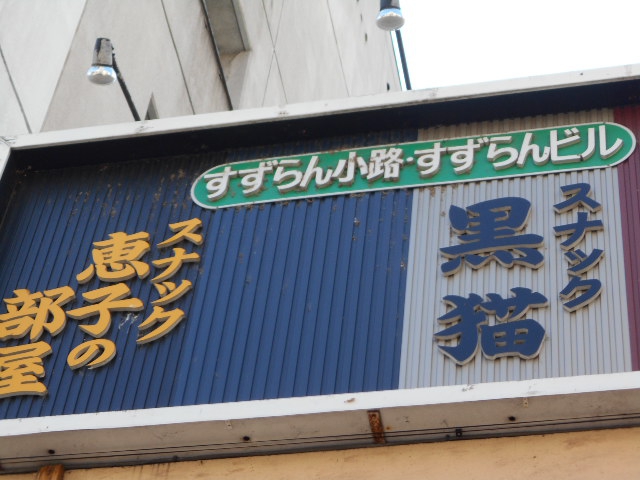 すずらん小路・すずらんビル
スナック
黒猫
スナック
恵子の
部屋